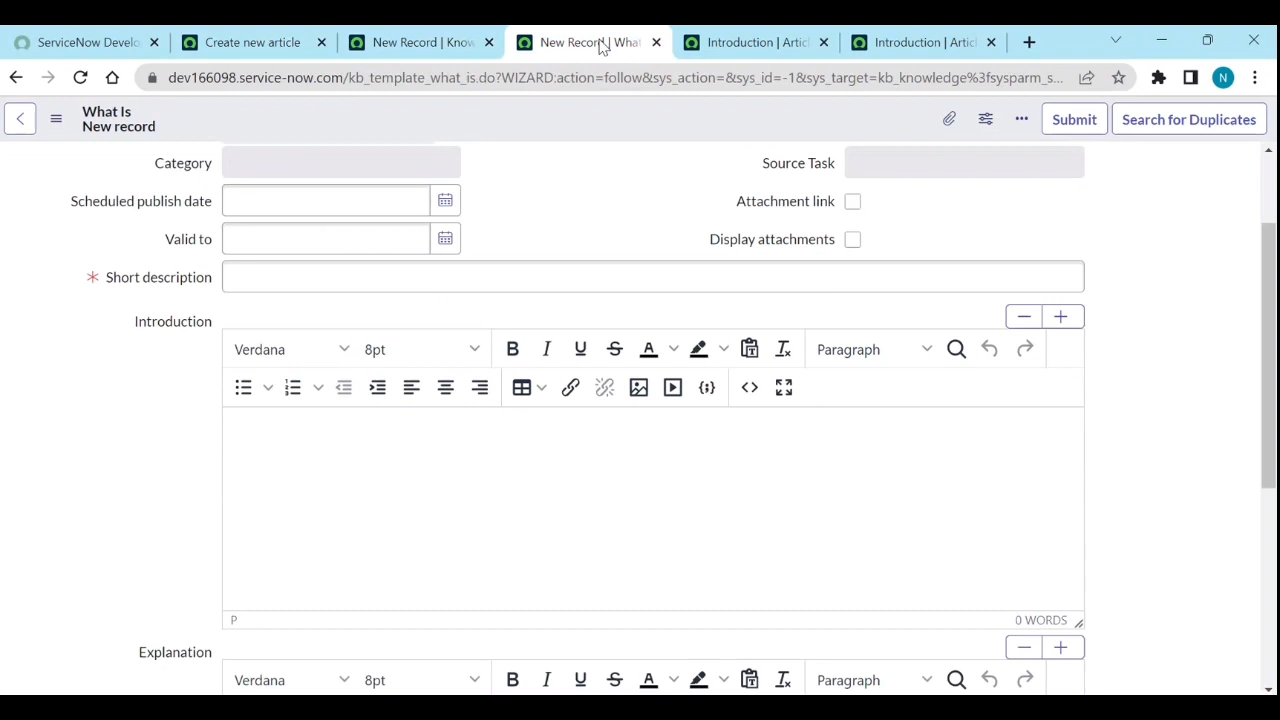 ServiceNow Develo
Create new article
New Record | Know
New Record | What
Introduction | Artic
Introduction | Artic
dev166098.service-now.com/kb_template_what_is.do?WIZARD:action=follow&sys_action=&sys_id=-1&sys_target=kb_knowledge%3fsysparm_s...
N
What Is
New record
Submit
Search for Duplicates
Category
Source Task
Scheduled publish date
Attachment link
Valid to
Display attachments
* Short description
Introduction
Verdana 8pt B I U S A Paragraph
P
0 WORDS
Explanation
Verdana 8pt B I U S A Paragraph